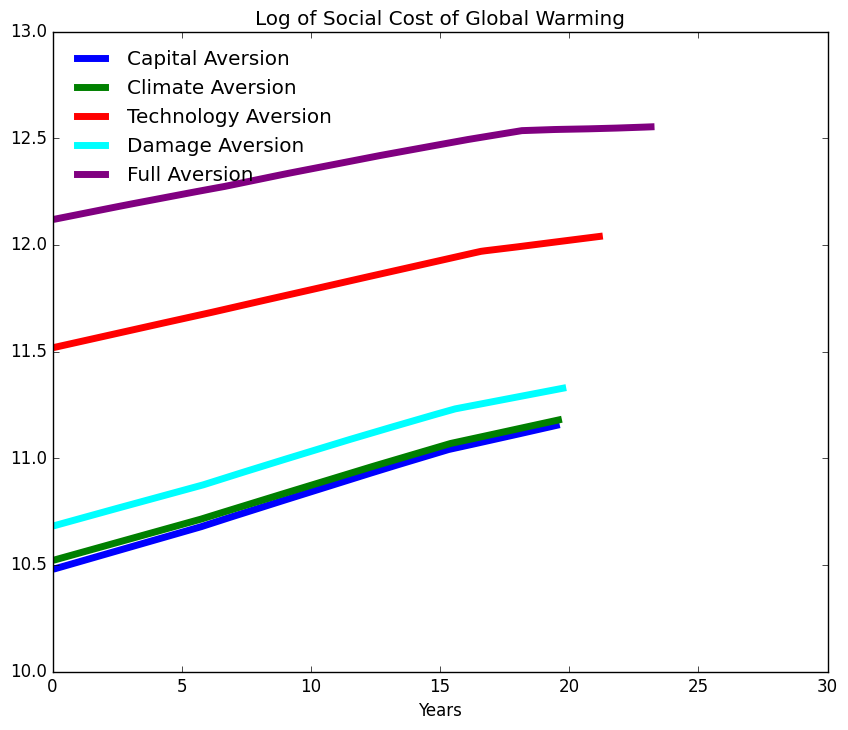 Log of Social Cost of Global Warming
13.0
Capital Aversion
Climate Aversion
Technology Aversion
12.5
Damage Aversion
Full Aversion
12.0
11.5
11.0
10.5
10.0
0 5 10 15 20 25 30
Years